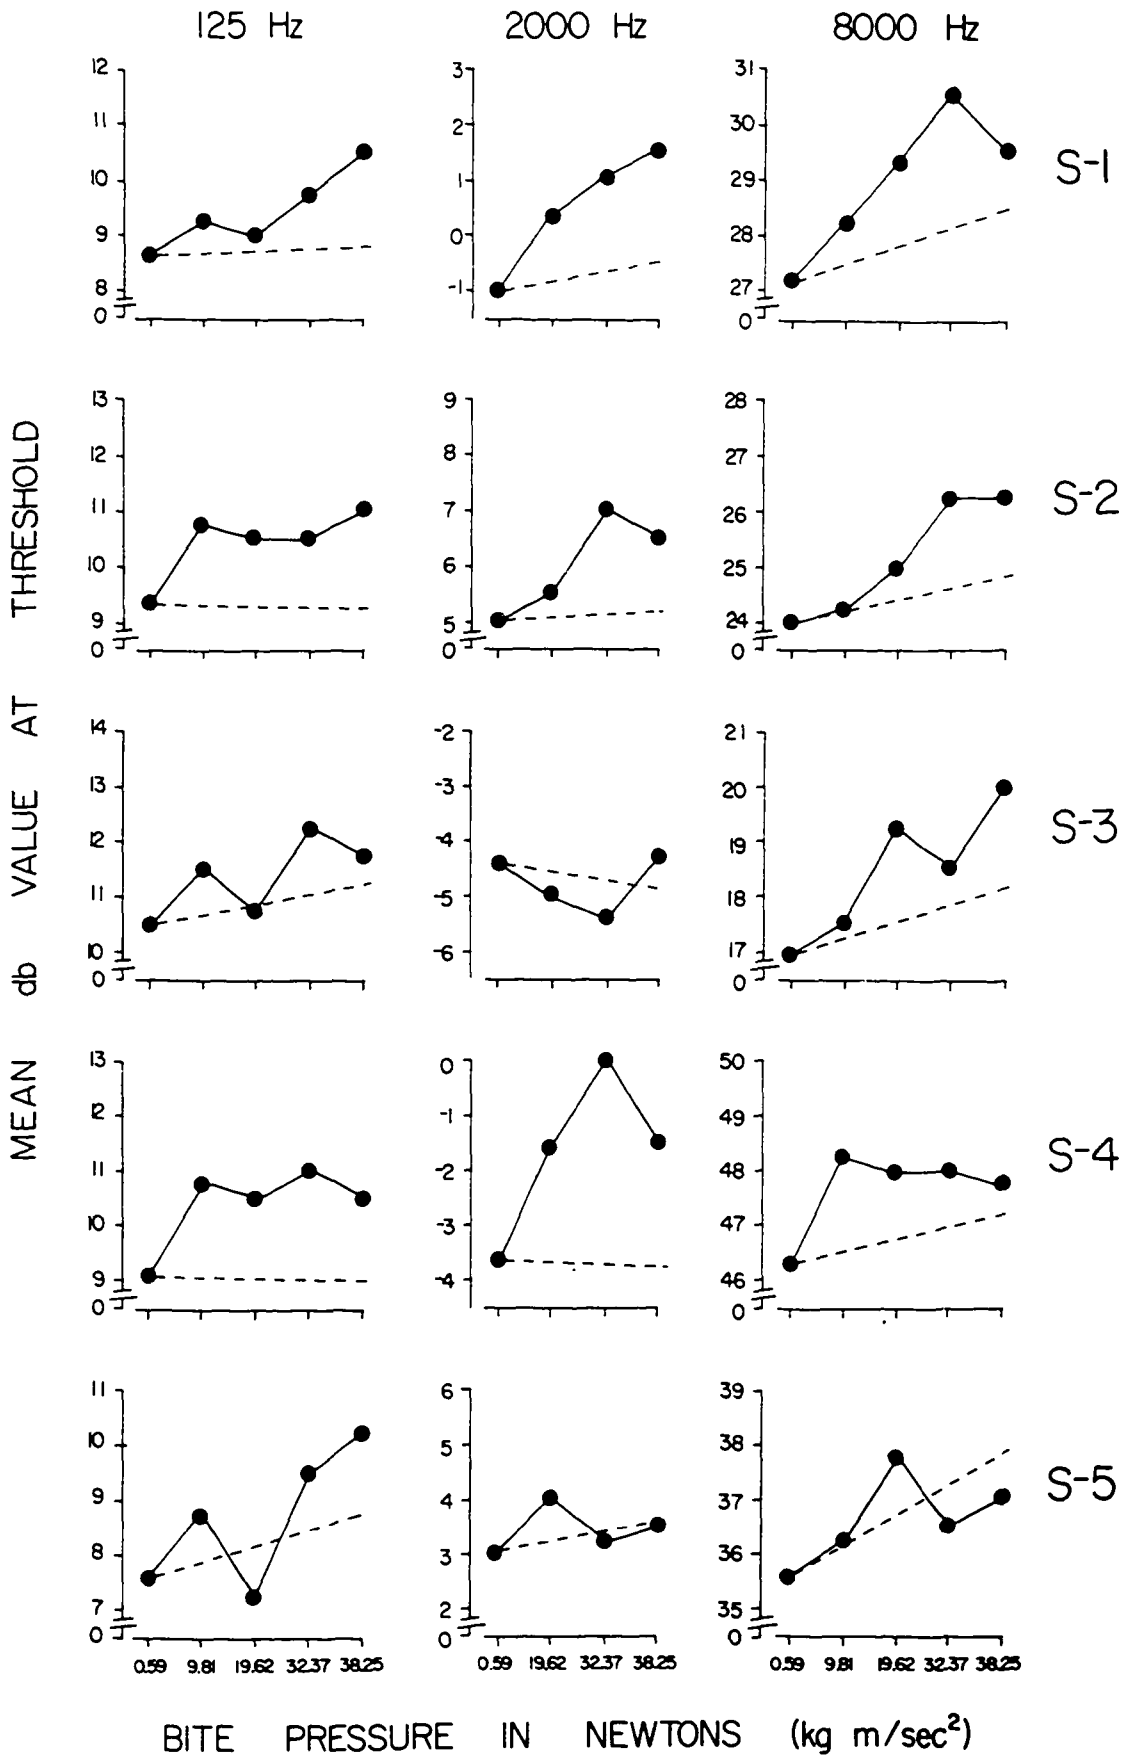 125 Hz 2000 Hz 8000 Hz
12 11 10 9 8 0
3 2 1 0 -1
31 30 29 28 27 0
S-1
13 12 11 10 9 0
9 8 7 6 5 0
28 27 26 25 24 0
S-2
14 13 12 11 10 0
-2 -3 -4 -5 -6
21 20 19 18 17 0
S-3
13 12 11 10 9 0
0 -1 -2 -3 -4
50 49 48 47 46 0
S-4
11 10 9 8 7 0
6 5 4 3 2 0
39 38 37 36 35 0
S-5
0.59 9.81 19.62 32.37 38.25
0.59 19.62 32.37 38.25
0.59 9.81 19.62 32.37 38.25
MEAN db VALUE AT THRESHOLD
BITE PRESSURE IN NEWTONS (kg m/sec²)